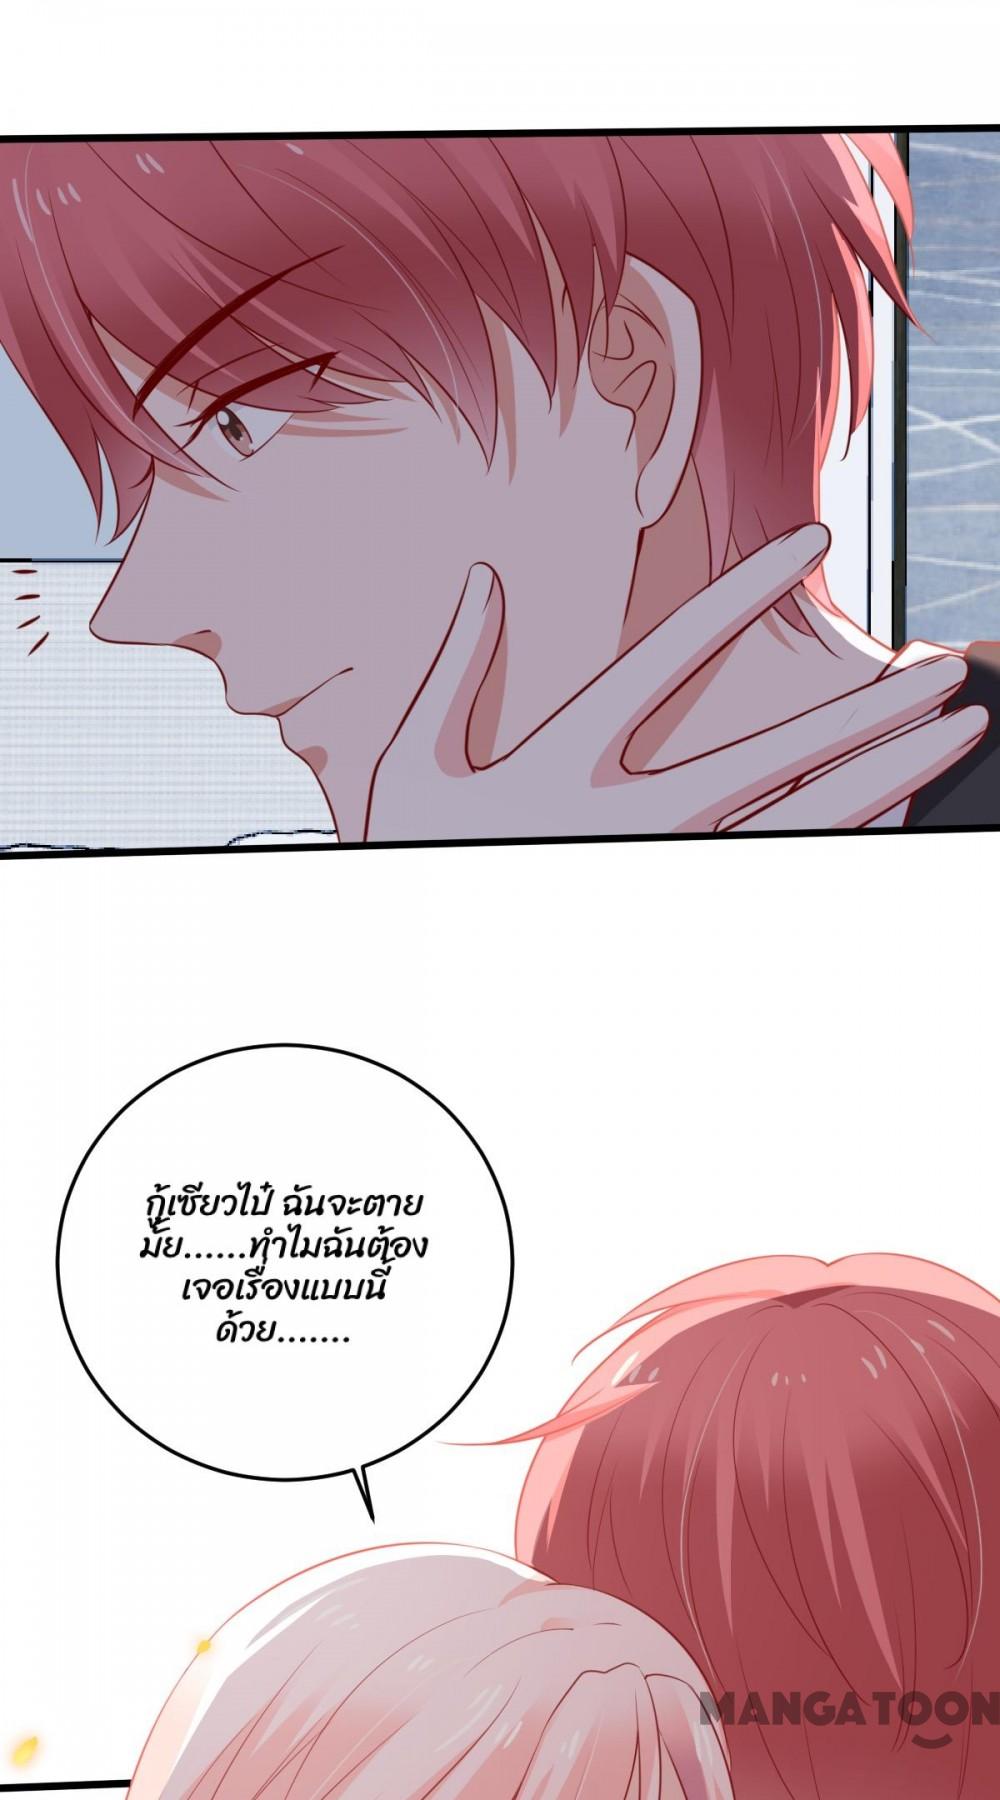 กู้เซียวไป๋ ฉันจะตาย
มั้ย......ทำไมฉันต้อง
เจอเรื่องแบบนี้
ด้วย.......
MANGATOON